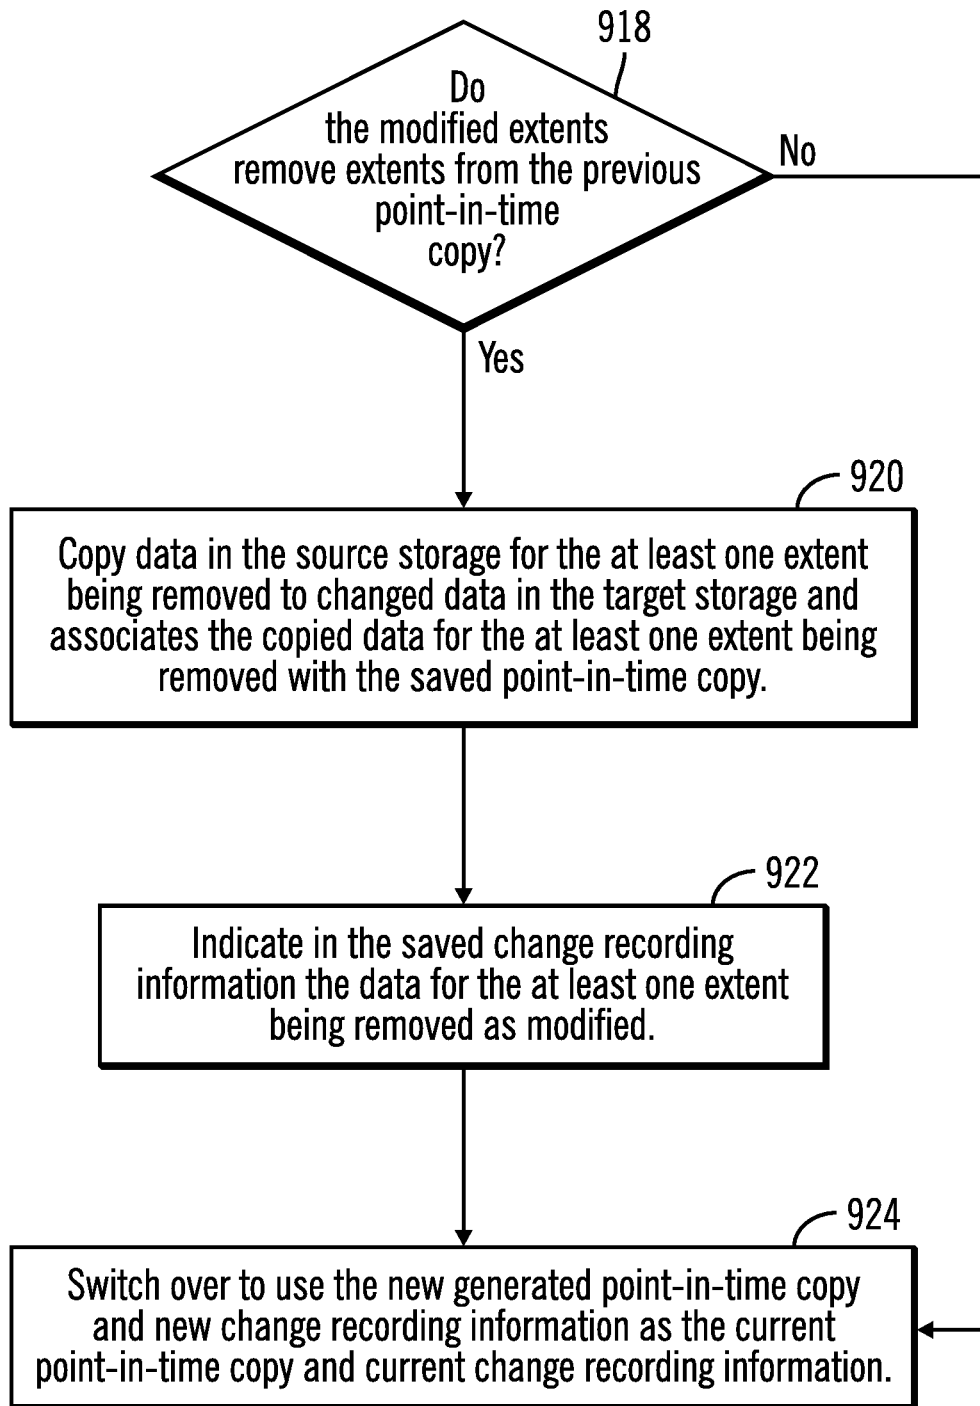 918
Do
the modified extents
remove extents from the previous
point-in-time
copy?
No
Yes
920
Copy data in the source storage for the at least one extent
being removed to changed data in the target storage and
associates the copied data for the at least one extent being
removed with the saved point-in-time copy.
922
Indicate in the saved change recording
information the data for the at least one extent
being removed as modified.
924
Switch over to use the new generated point-in-time copy
and new change recording information as the current
point-in-time copy and current change recording information.